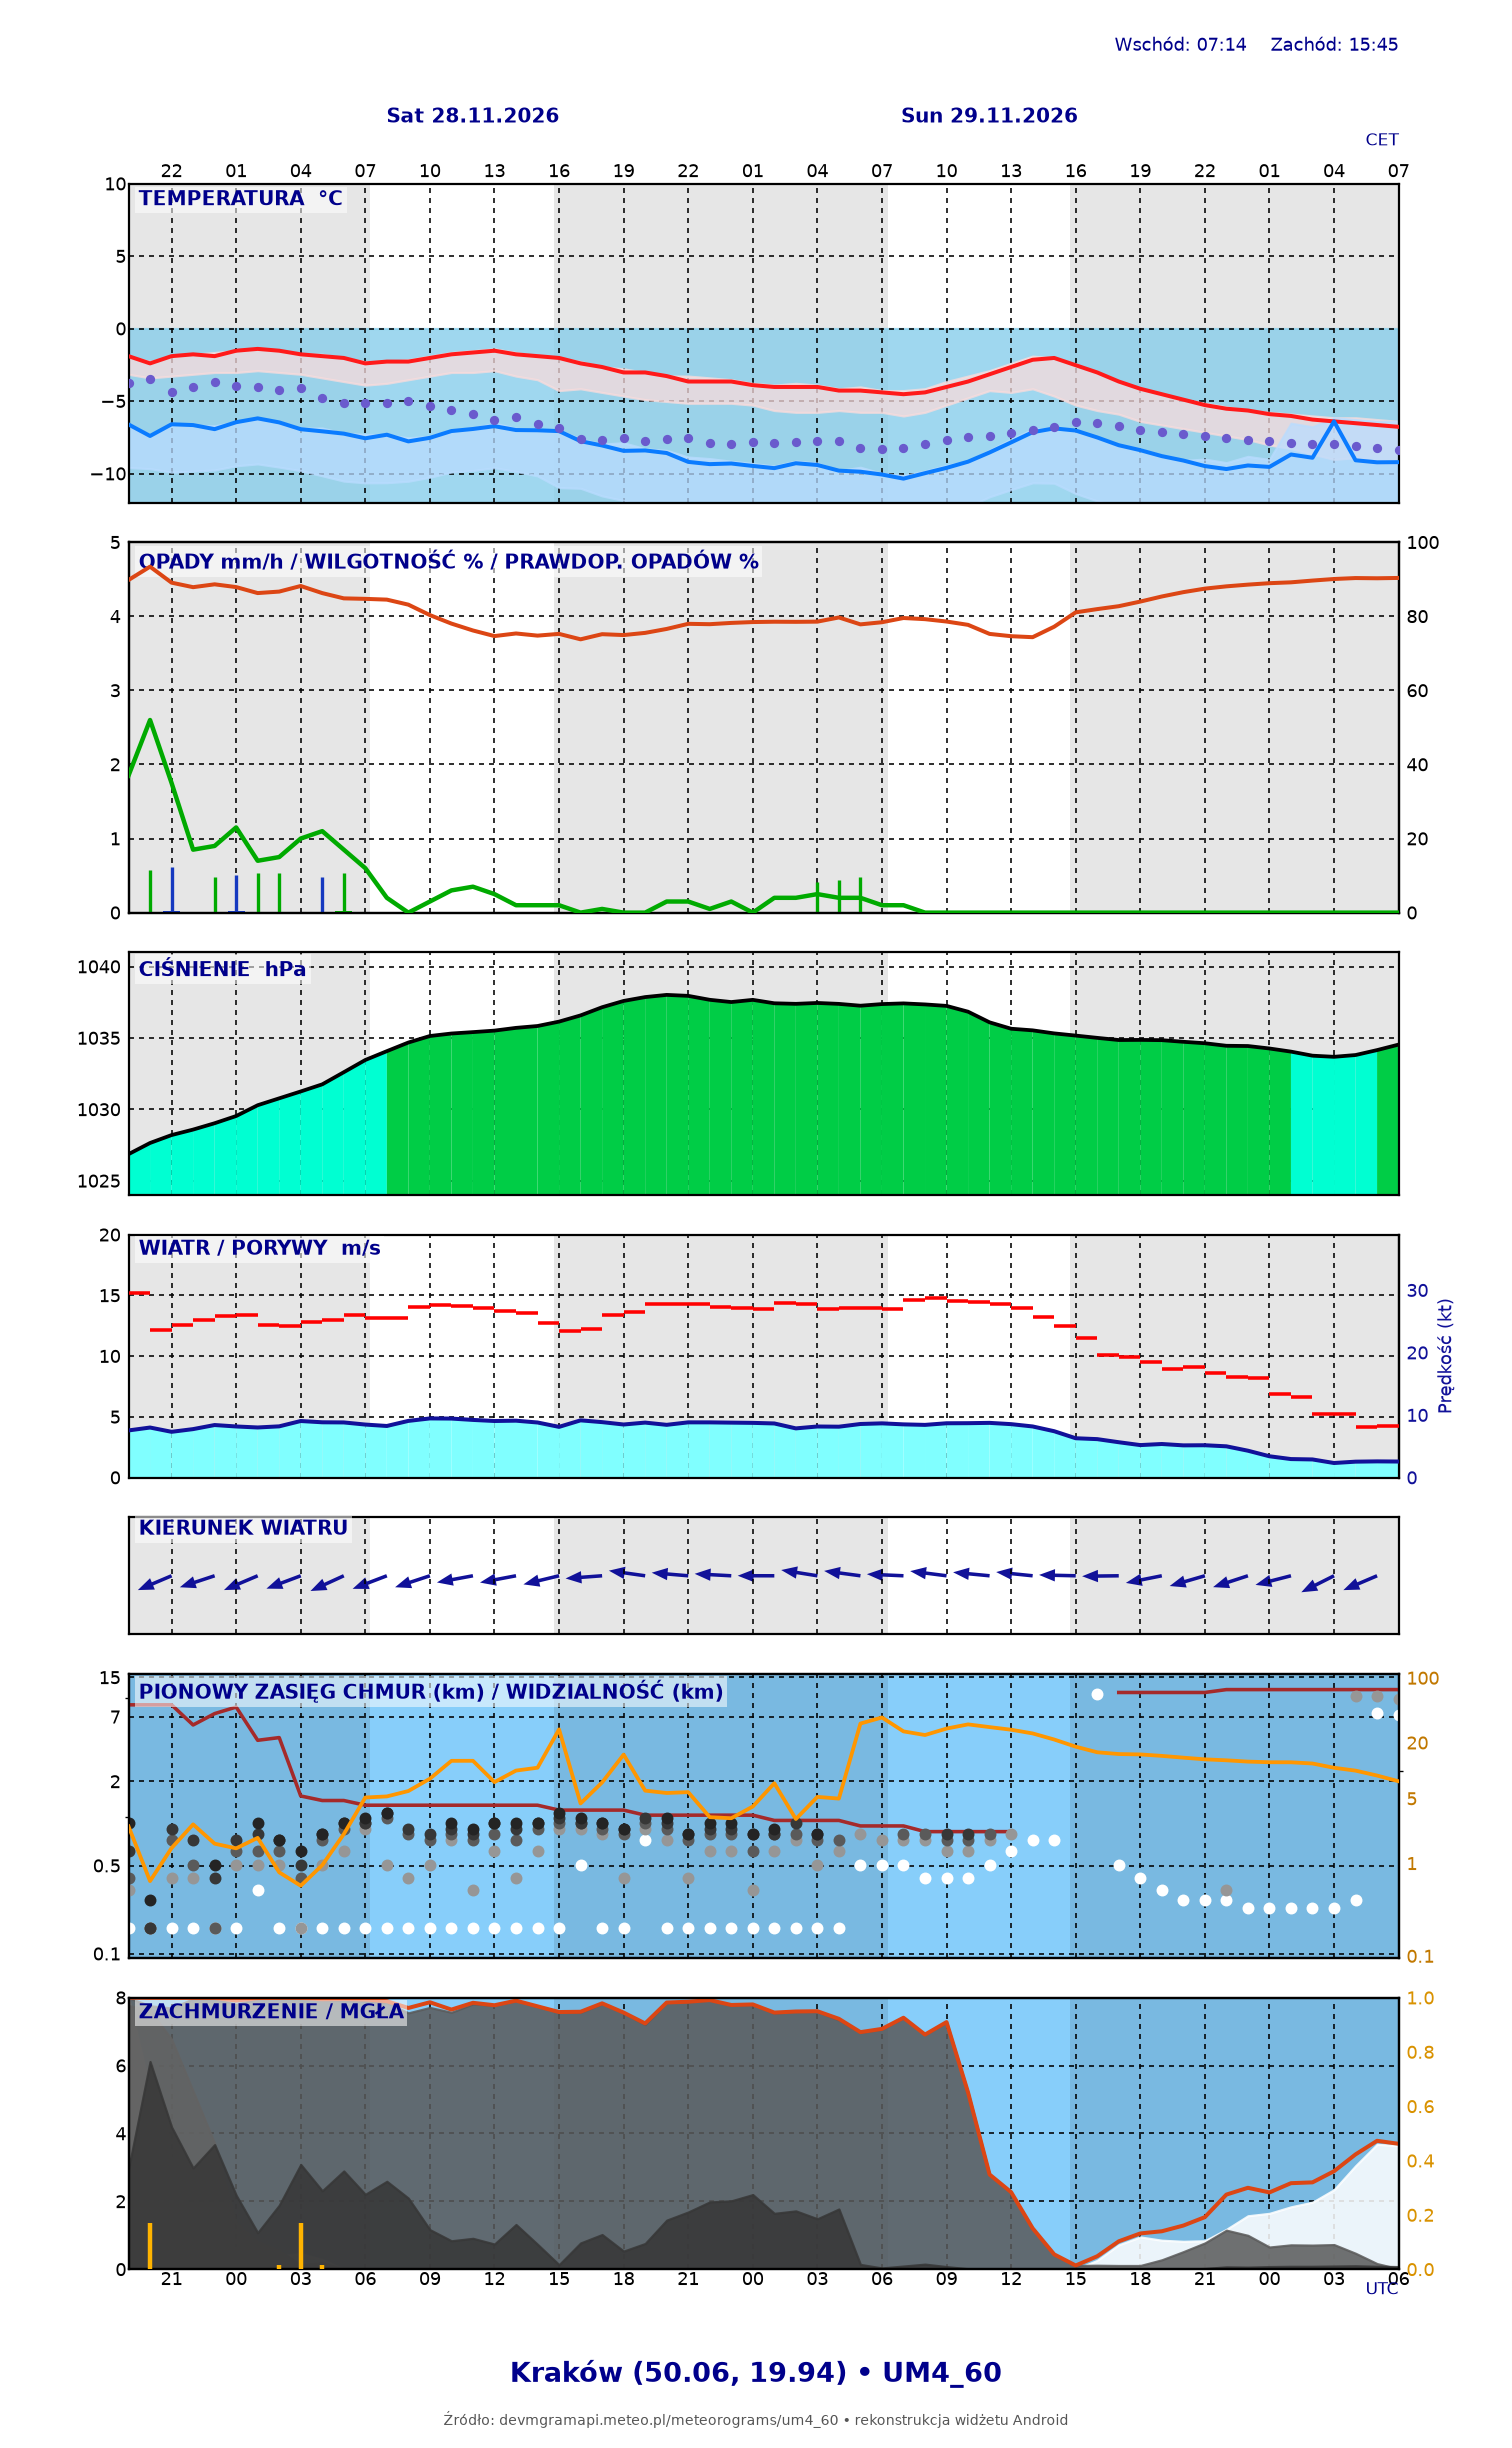 Wschód: 07:14 Zachód: 15:45
Sat 28.11.2026 Sun 29.11.2026
CET
22 01 04 07 10 13 16 19 22 01 04 07 10 13 16 19 22 01 04 07
TEMPERATURA °C
10
5
0
−5
−10
OPADY mm/h / WILGOTNOŚĆ % / PRAWDOP. OPADÓW %
5 100
4 80
3 60
2 40
1 20
0 0
CIŚNIENIE hPa
1040
1035
1030
1025
WIATR / PORYWY m/s
20
15 30
10 20
5 10
0 0
Prędkość (kt)
KIERUNEK WIATRU
PIONOWY ZASIĘG CHMUR (km) / WIDZIALNOŚĆ (km)
15 100
7 20
2 5
0.5 1
0.1 0.1
ZACHMURZENIE / MGŁA
8 1.0
0.8
6 0.6
4 0.4
2 0.2
0 0.0
21 00 03 06 09 12 15 18 21 00 03 06 09 12 15 18 21 00 03 06
UTC
Kraków (50.06, 19.94) • UM4_60
Źródło: devmgramapi.meteo.pl/meteorograms/um4_60 • rekonstrukcja widżetu Android